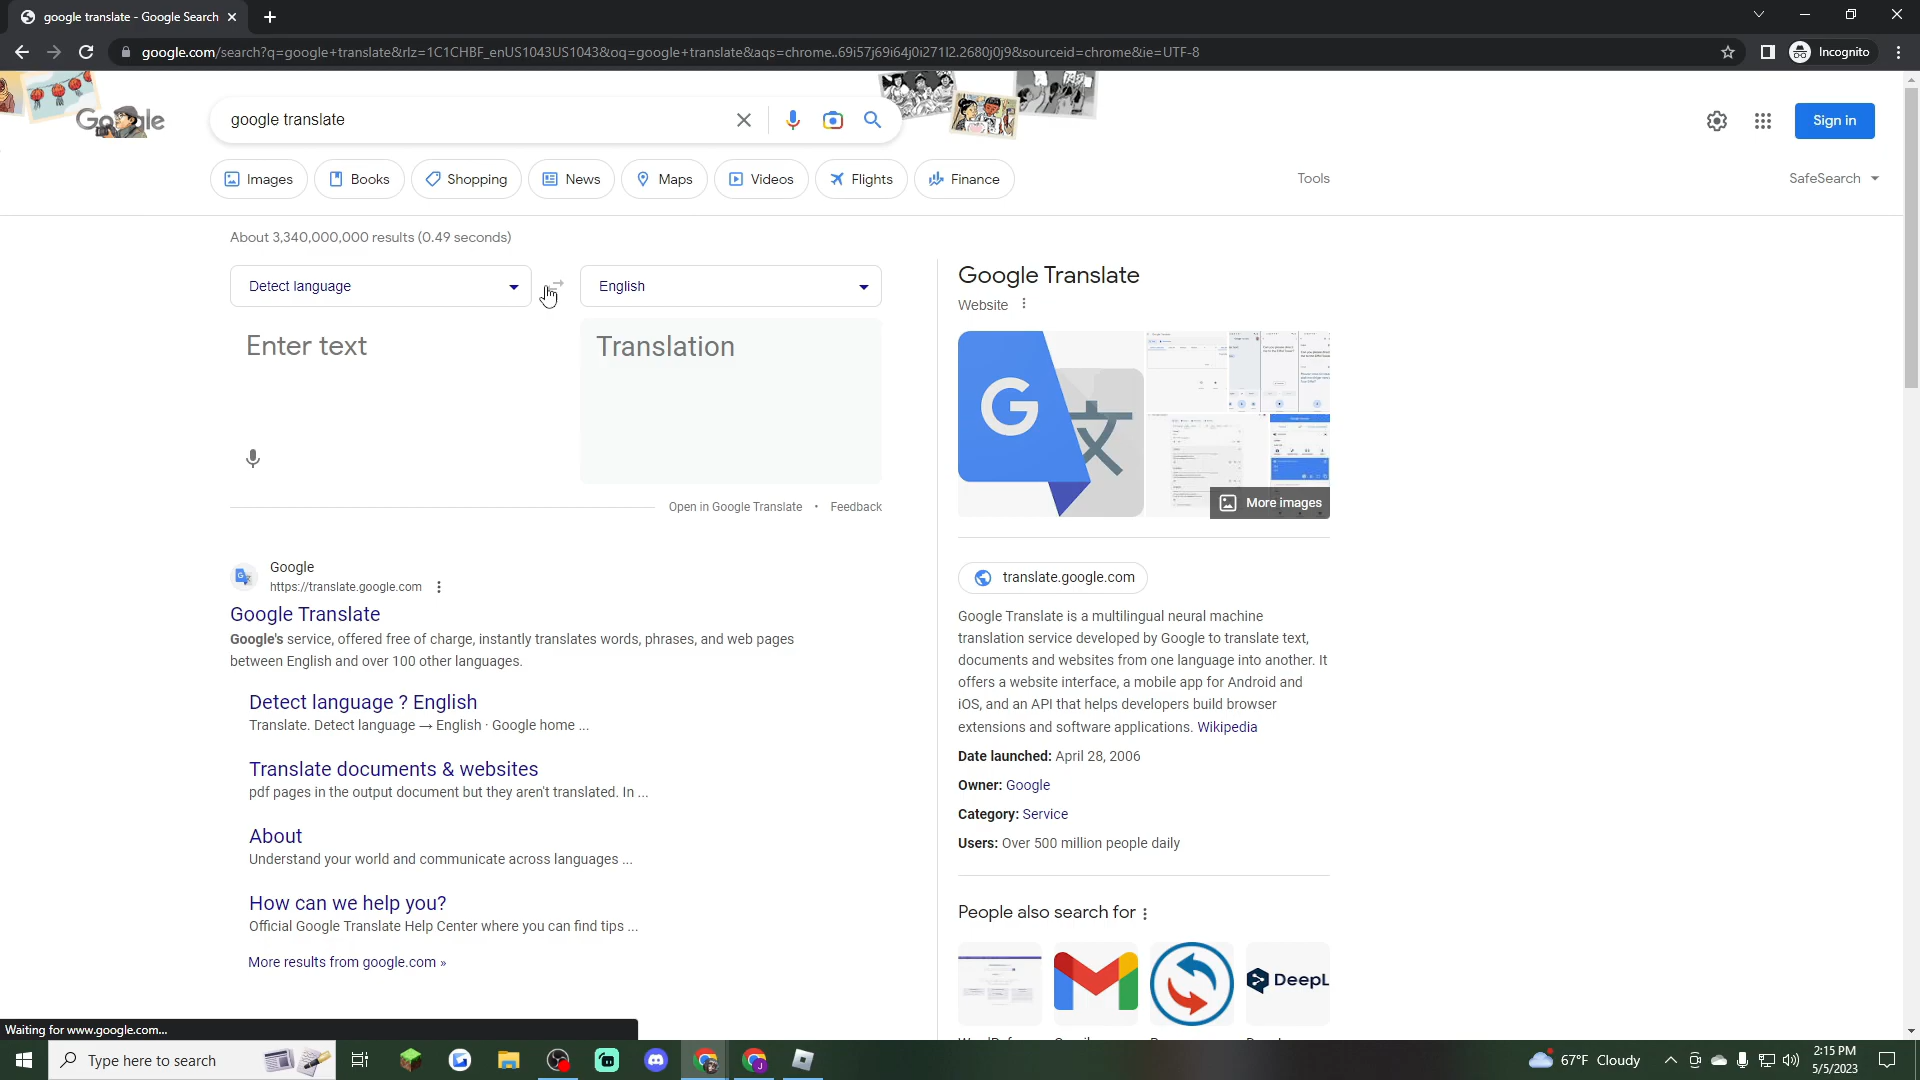 google translate - Google Search
google.com/search?q=google+translate&rlz=1C1CHBF_enUS1043US1043&oq=google+translate&aqs=chrome..69i57j69i64j0i271l2.2680j0j9&sourceid=chrome&ie=UTF-8
Incognito
Google
google translate
Sign in
Images
Books
Shopping
News
Maps
Videos
Flights
Finance
Tools
SafeSearch
About 3,340,000,000 results (0.49 seconds)
Detect language
English
Enter text
Translation
Open in Google Translate • Feedback
Google
https://translate.google.com
Google Translate
Google's service, offered free of charge, instantly translates words, phrases, and web pages
between English and over 100 other languages.
Detect language ? English
Translate. Detect language → English · Google home ...
Translate documents & websites
pdf pages in the output document but they aren't translated. In ...
About
Understand your world and communicate across languages ...
How can we help you?
Official Google Translate Help Center where you can find tips ...
More results from google.com »
Google Translate
Website
G
文
More images
translate.google.com
Google Translate is a multilingual neural machine
translation service developed by Google to translate text,
documents and websites from one language into another. It
offers a website interface, a mobile app for Android and
iOS, and an API that helps developers build browser
extensions and software applications. Wikipedia
Date launched: April 28, 2006
Owner: Google
Category: Service
Users: Over 500 million people daily
People also search for
DeepL
Waiting for www.google.com...
Type here to search
67°F Cloudy
2:15 PM
5/5/2023